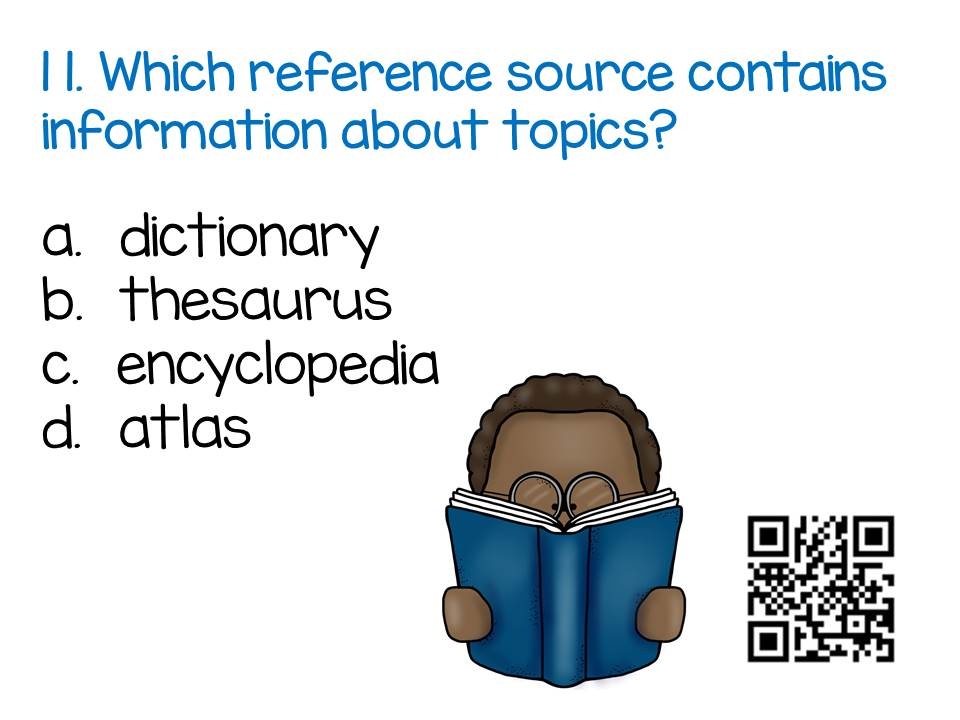 11. Which reference source contains
information about topics?
a. dictionary
b. thesaurus
c. encyclopedia
d. atlas